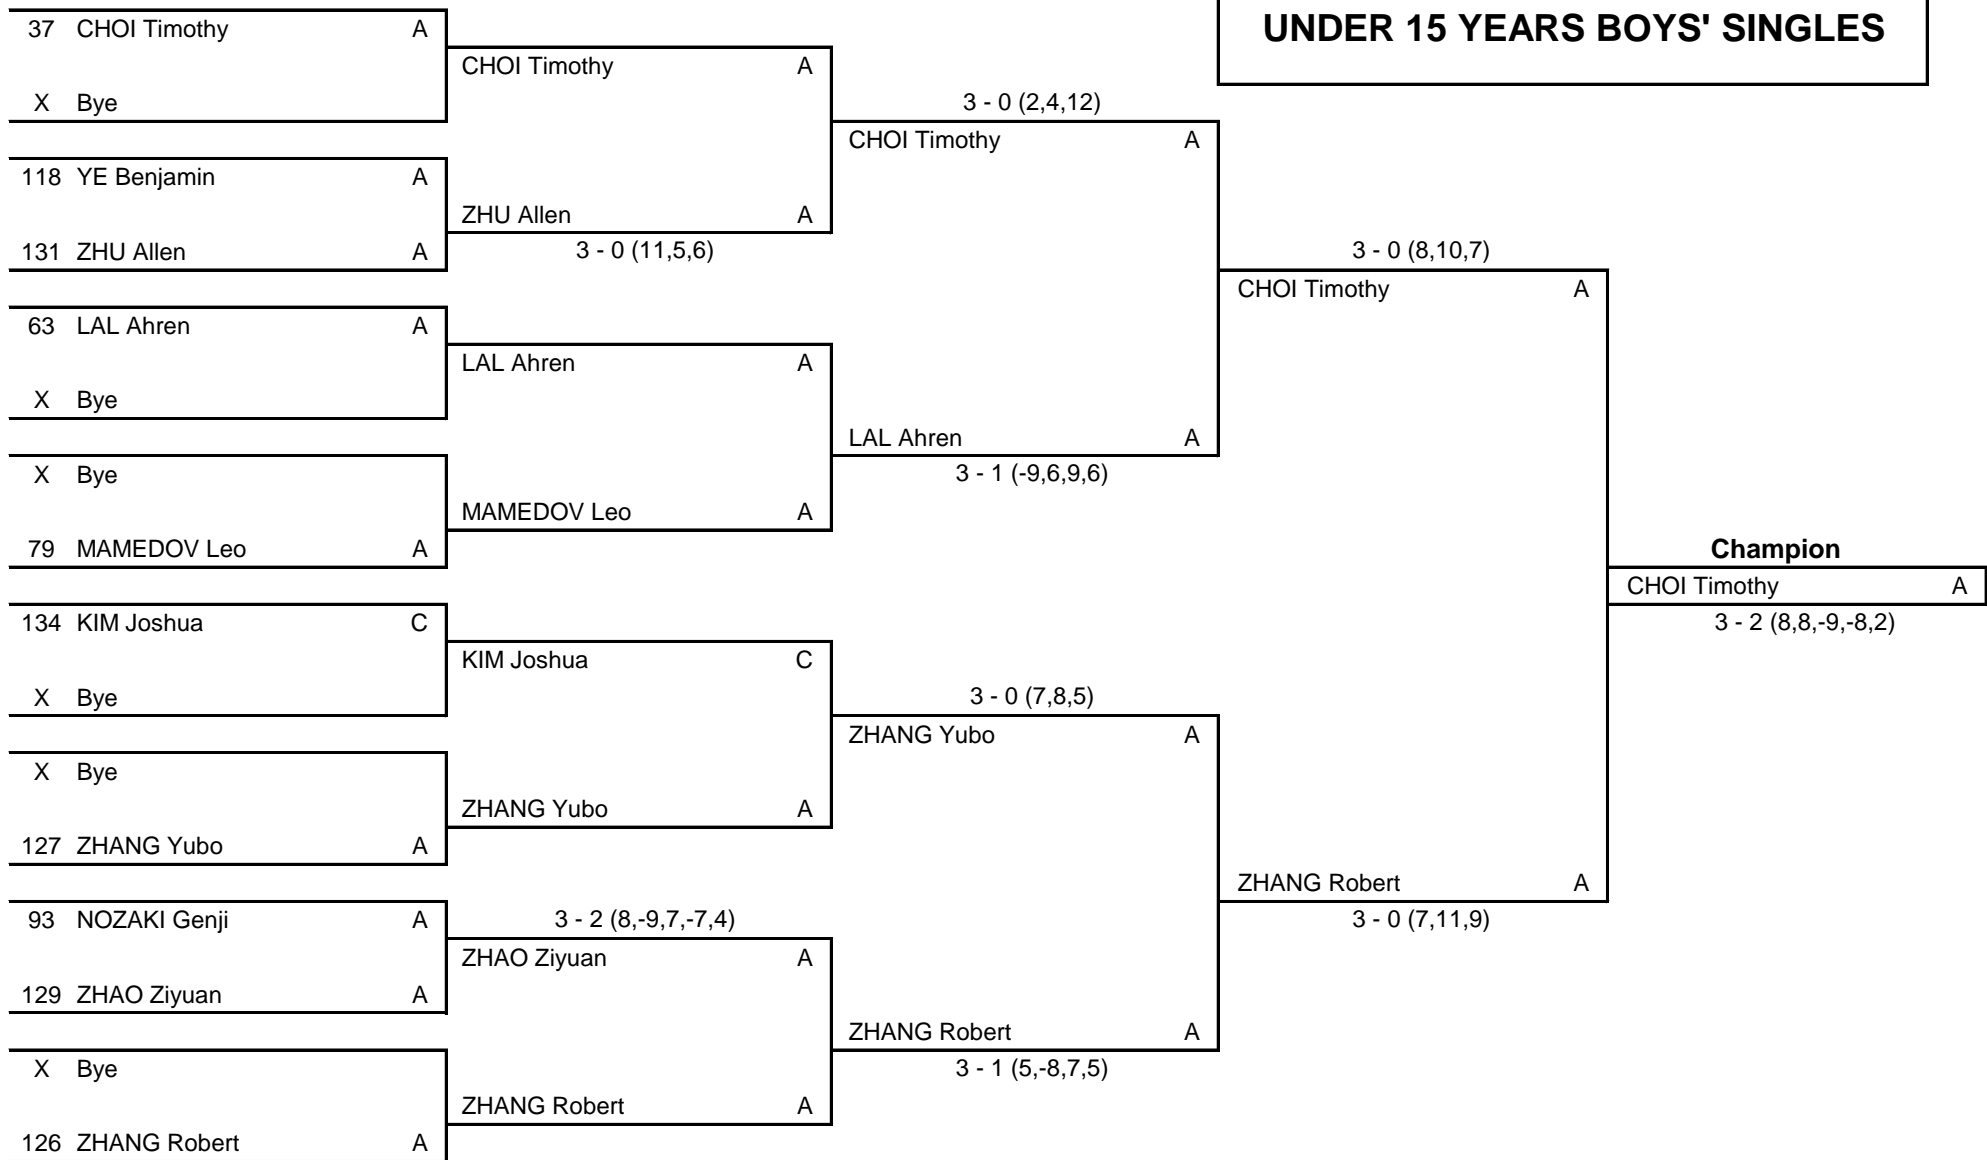 UNDER 15 YEARS BOYS' SINGLES
37 CHOI Timothy A
X Bye
118 YE Benjamin A
131 ZHU Allen A
63 LAL Ahren A
X Bye
X Bye
79 MAMEDOV Leo A
134 KIM Joshua C
X Bye
X Bye
127 ZHANG Yubo A
93 NOZAKI Genji A
129 ZHAO Ziyuan A
X Bye
126 ZHANG Robert A
CHOI Timothy A
ZHU Allen A
3 - 0 (11,5,6)
LAL Ahren A
MAMEDOV Leo A
KIM Joshua C
ZHANG Yubo A
3 - 2 (8,-9,7,-7,4)
ZHAO Ziyuan A
ZHANG Robert A
3 - 0 (2,4,12)
CHOI Timothy A
LAL Ahren A
3 - 1 (-9,6,9,6)
3 - 0 (7,8,5)
ZHANG Yubo A
ZHANG Robert A
3 - 1 (5,-8,7,5)
3 - 0 (8,10,7)
CHOI Timothy A
ZHANG Robert A
3 - 0 (7,11,9)
Champion
CHOI Timothy A
3 - 2 (8,8,-9,-8,2)